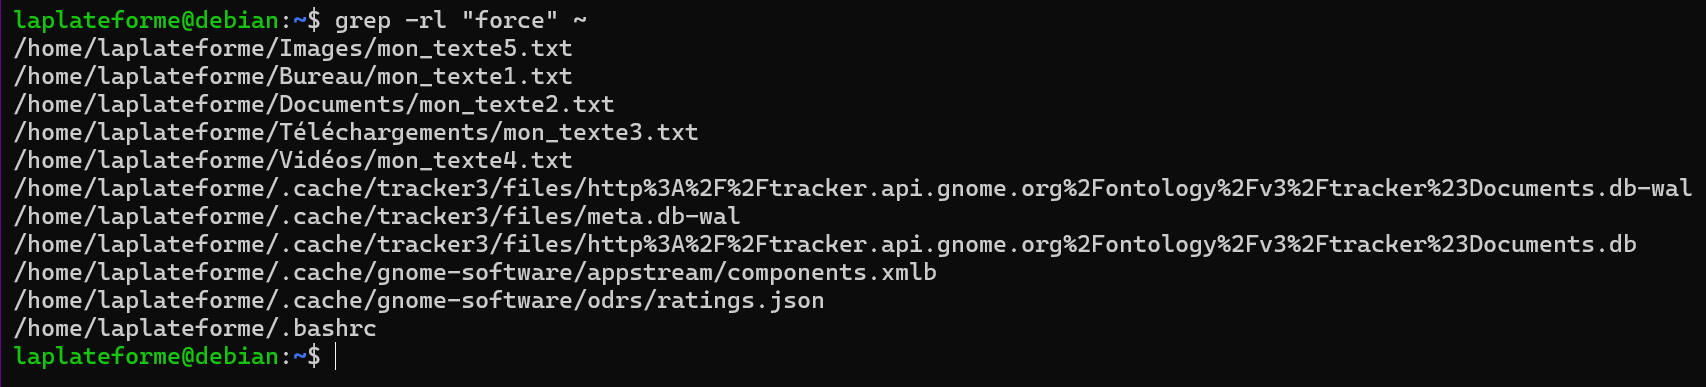 laplateforme@debian:~$ grep -rl "force" ~
/home/laplateforme/Images/mon_texte5.txt
/home/laplateforme/Bureau/mon_texte1.txt
/home/laplateforme/Documents/mon_texte2.txt
/home/laplateforme/Téléchargements/mon_texte3.txt
/home/laplateforme/Vidéos/mon_texte4.txt
/home/laplateforme/.cache/tracker3/files/http%3A%2F%2Ftracker.api.gnome.org%2Fontology%2Fv3%2Ftracker%23Documents.db-wal
/home/laplateforme/.cache/tracker3/files/meta.db-wal
/home/laplateforme/.cache/tracker3/files/http%3A%2F%2Ftracker.api.gnome.org%2Fontology%2Fv3%2Ftracker%23Documents.db
/home/laplateforme/.cache/gnome-software/appstream/components.xmlb
/home/laplateforme/.cache/gnome-software/odrs/ratings.json
/home/laplateforme/.bashrc
laplateforme@debian:~$